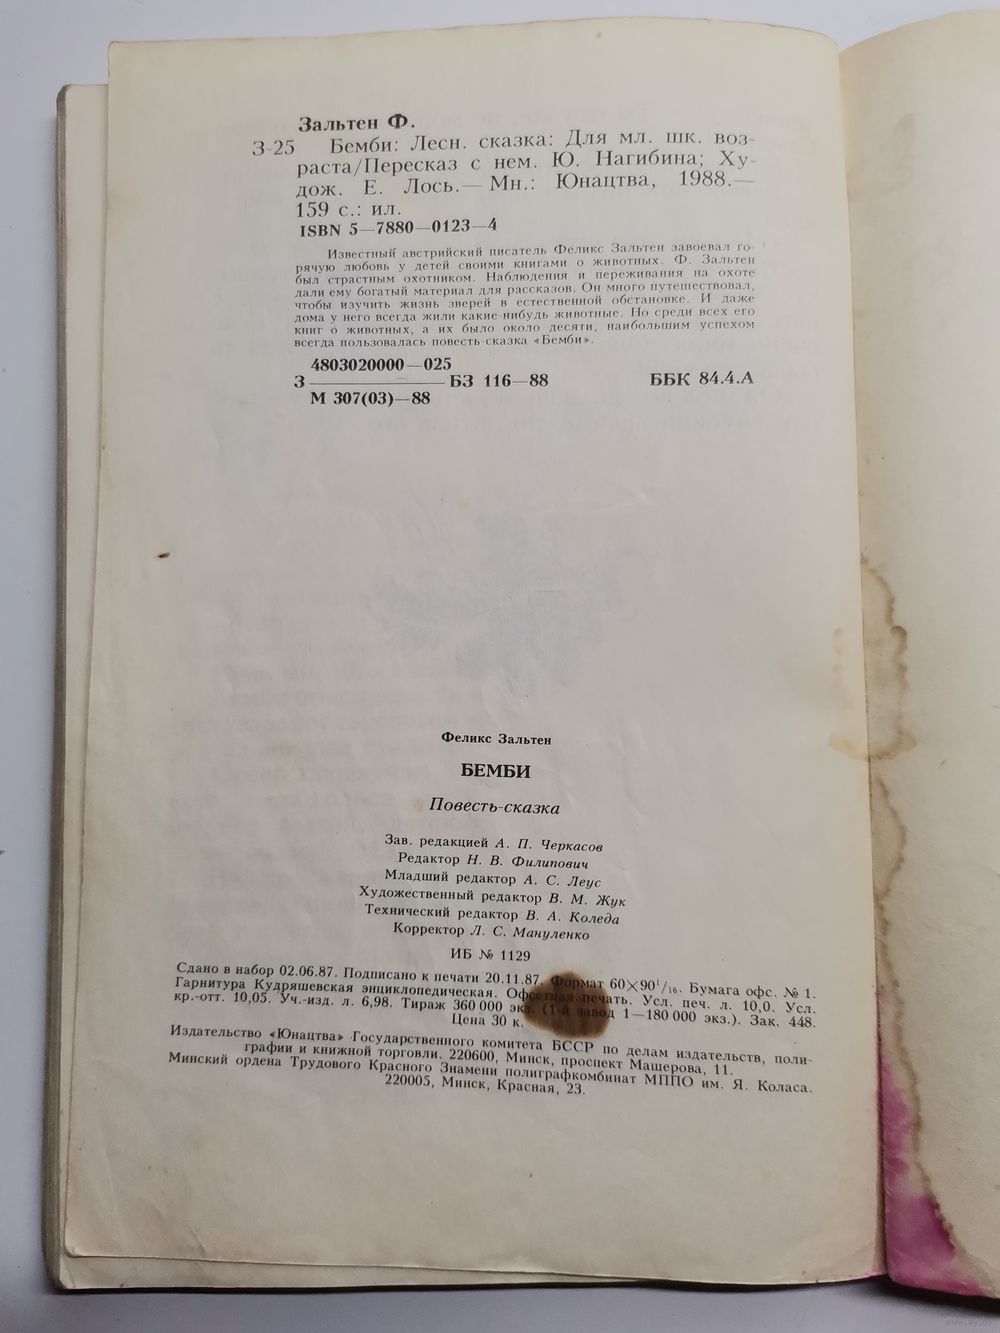 Зальтен Ф.
З-25 Бемби: Лесн. сказка: Для мл. шк. воз-
раста/Пересказ с нем. Ю. Нагибина; Ху-
дож. Е. Лось.— Мн.: Юнацтва, 1988.—
159 с.: ил.
ISBN 5—7880—0123—4
Известный австрийский писатель Феликс Зальтен завоевал го-
рячую любовь у детей своими книгами о животных. Ф. Зальтен
был страстным охотником. Наблюдения и переживания на охоте
дали ему богатый материал для рассказов. Он много путешествовал,
чтобы изучить жизнь зверей в естественной обстановке. И даже
дома у него всегда жили какие-нибудь животные. Но среди всех его
книг о животных, а их было около десяти, наибольшим успехом
всегда пользовалась повесть-сказка «Бемби».
4803020000—025
З ———— БЗ 116—88 ББК 84.4.А
М 307(03)—88
Феликс Зальтен
БЕМБИ
Повесть-сказка
Зав. редакцией А. П. Черкасов
Редактор Н. В. Филипович
Младший редактор А. С. Леус
Художественный редактор В. М. Жук
Технический редактор В. А. Коледа
Корректор Л. С. Мануленко
ИБ № 1129
Сдано в набор 02.06.87. Подписано к печати 20.11.87. Формат 60×90¹/₁₆. Бумага офс. № 1.
Гарнитура Кудряшевская энциклопедическая. Офсетная печать. Усл. печ. л. 10,0. Усл.
кр.-отт. 10,05. Уч.-изд. л. 6,98. Тираж 360 000 экз. (1-й завод 1—180 000 экз.). Зак. 448.
Цена 30 к.
Издательство «Юнацтва» Государственного комитета БССР по делам издательств, поли-
графии и книжной торговли. 220600, Минск, проспект Машерова, 11.
Минский ордена Трудового Красного Знамени полиграфкомбинат МППО им. Я. Коласа.
220005, Минск, Красная, 23.